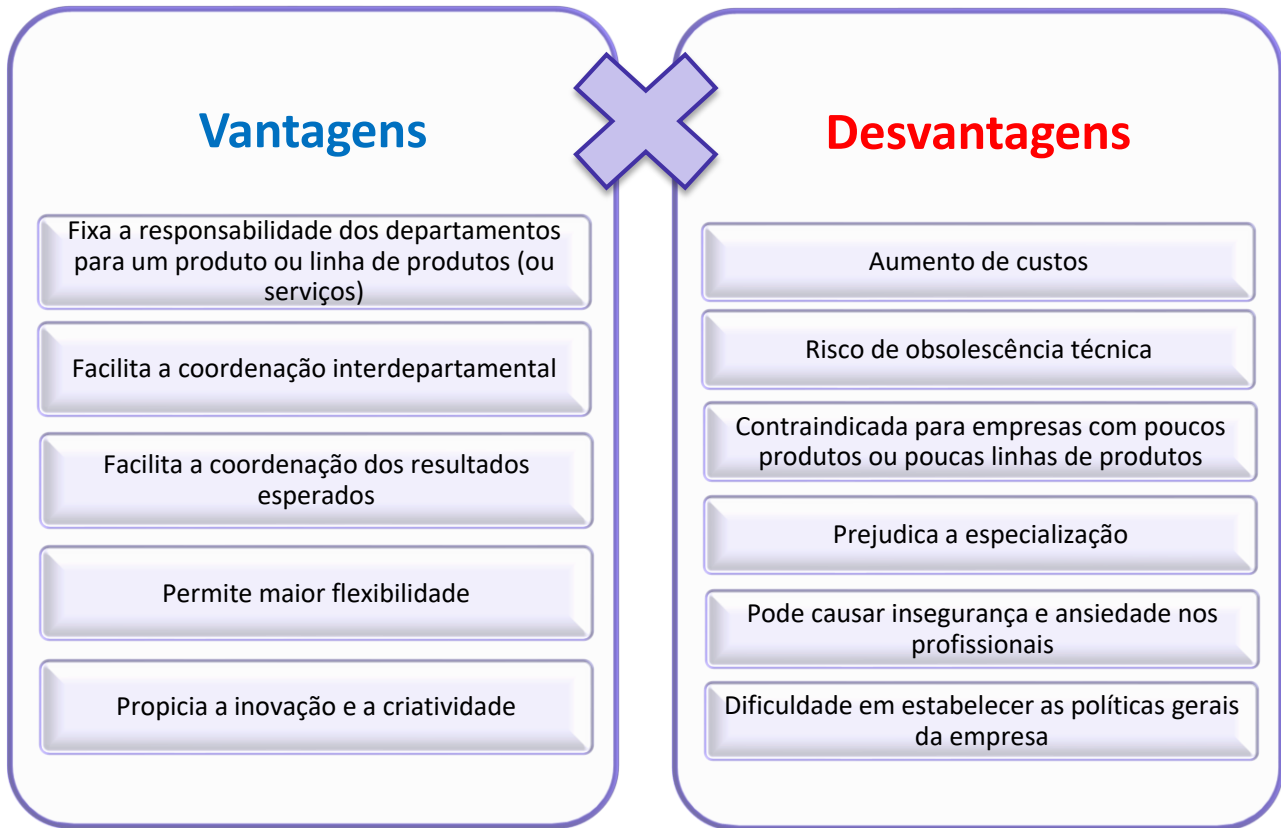 Vantagens
Fixa a responsabilidade dos departamentos
para um produto ou linha de produtos (ou
serviços)
Facilita a coordenação interdepartamental
Facilita a coordenação dos resultados
esperados
Permite maior flexibilidade
Propicia a inovação e a criatividade
Desvantagens
Aumento de custos
Risco de obsolescência técnica
Contraindicada para empresas com poucos
produtos ou poucas linhas de produtos
Prejudica a especialização
Pode causar insegurança e ansiedade nos
profissionais
Dificuldade em estabelecer as políticas gerais
da empresa